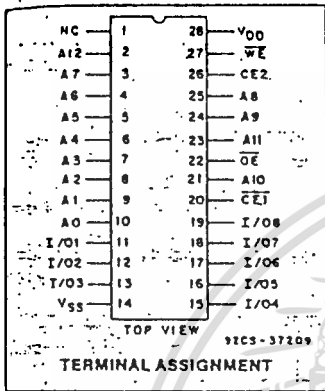 NC 1 28 VDD
A12 2 27 WE
A7 3 26 CE2
A6 4 25 A8
A5 5 24 A9
A4 6 23 A11
A3 7 22 OE
A2 8 21 A10
A1 9 20 CE1
A0 10 19 I/O8
I/O1 11 18 I/O7
I/O2 12 17 I/O6
I/O3 13 16 I/O5
VSS 14 15 I/O4
TOP VIEW
92CS-37209
TERMINAL ASSIGNMENT